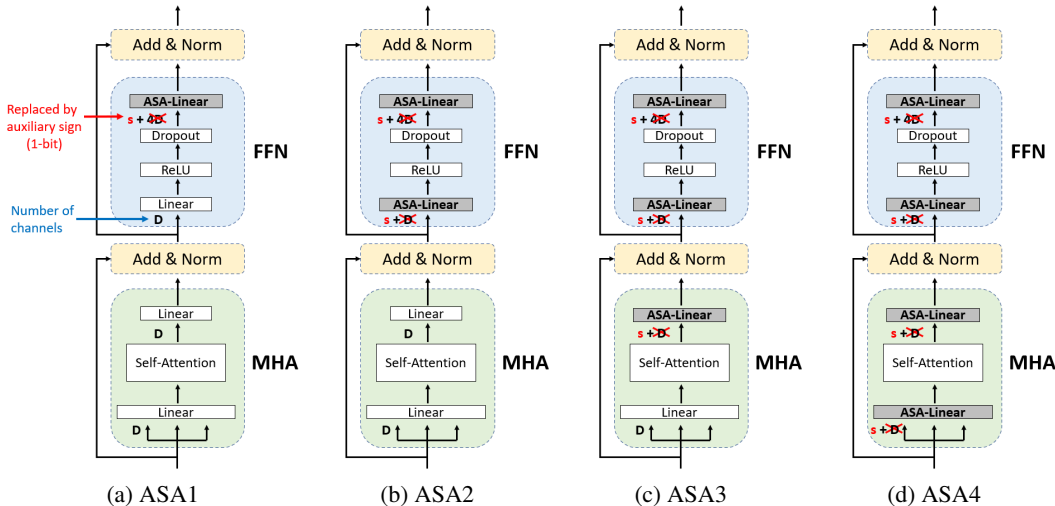 Add & Norm
ASA-Linear
s + 4D
Dropout
ReLU
Linear
D
FFN
Replaced by
auxiliary sign
(1-bit)
Number of
channels
Add & Norm
Linear
D
Self-Attention
MHA
Linear
D
(a) ASA1
Add & Norm
ASA-Linear
s + 4D
Dropout
ReLU
ASA-Linear
s + D
FFN
Add & Norm
Linear
D
Self-Attention
MHA
Linear
D
(b) ASA2
Add & Norm
ASA-Linear
s + 4D
Dropout
ReLU
ASA-Linear
s + D
FFN
Add & Norm
ASA-Linear
s + D
Self-Attention
MHA
Linear
D
(c) ASA3
Add & Norm
ASA-Linear
s + 4D
Dropout
ReLU
ASA-Linear
s + D
FFN
Add & Norm
ASA-Linear
s + D
Self-Attention
MHA
ASA-Linear
s + D
(d) ASA4